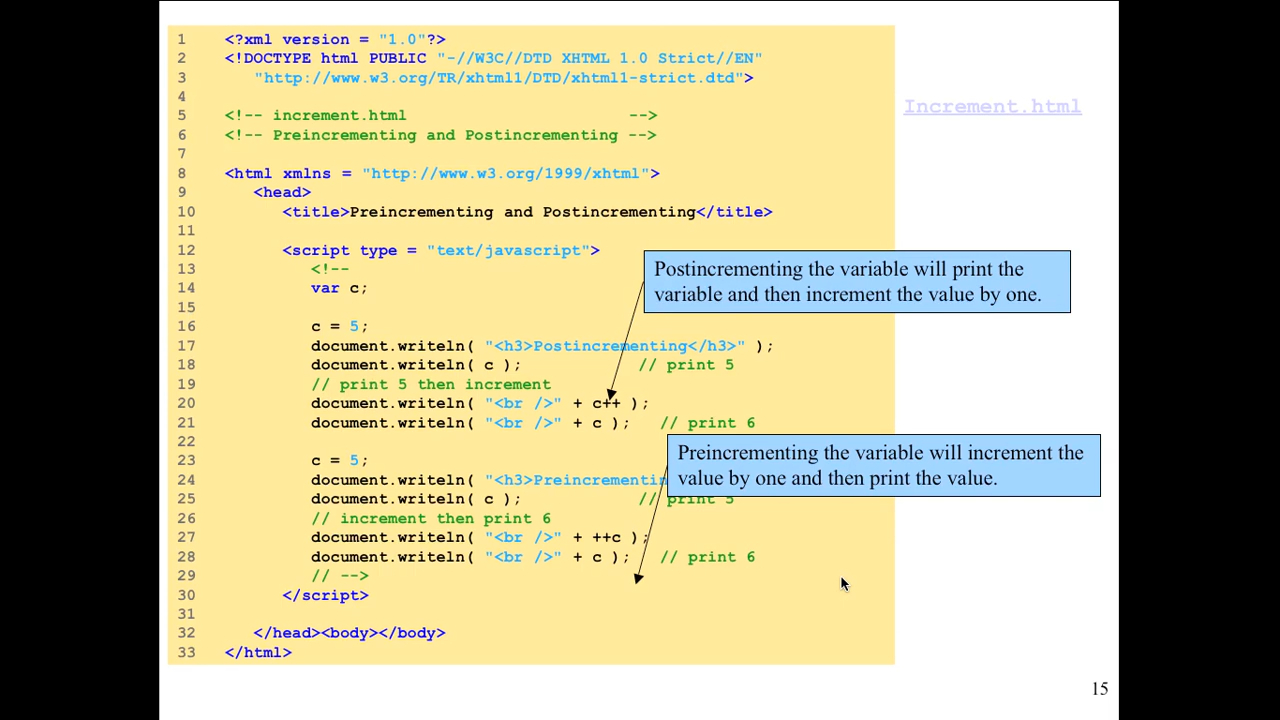 1 <?xml version = "1.0"?>
2 <!DOCTYPE html PUBLIC "-//W3C//DTD XHTML 1.0 Strict//EN"
3 "http://www.w3.org/TR/xhtml1/DTD/xhtml1-strict.dtd">
4
5 <!-- increment.html -->
6 <!-- Preincrementing and Postincrementing -->
7
8 <html xmlns = "http://www.w3.org/1999/xhtml">
9 <head>
10 <title>Preincrementing and Postincrementing</title>
11
12 <script type = "text/javascript">
13 <!--
14 var c;
15
16 c = 5;
17 document.writeln( "<h3>Postincrementing</h3>" );
18 document.writeln( c ); // print 5
19 // print 5 then increment
20 document.writeln( "<br />" + c++ );
21 document.writeln( "<br />" + c ); // print 6
22
23 c = 5;
24 document.writeln( "<h3>Preincrementin
25 document.writeln( c ); // print 5
26 // increment then print 6
27 document.writeln( "<br />" + ++c );
28 document.writeln( "<br />" + c ); // print 6
29 // -->
30 </script>
31
32 </head><body></body>
33 </html>
Increment.html
Postincrementing the variable will print the
variable and then increment the value by one.
Preincrementing the variable will increment the
value by one and then print the value.
15